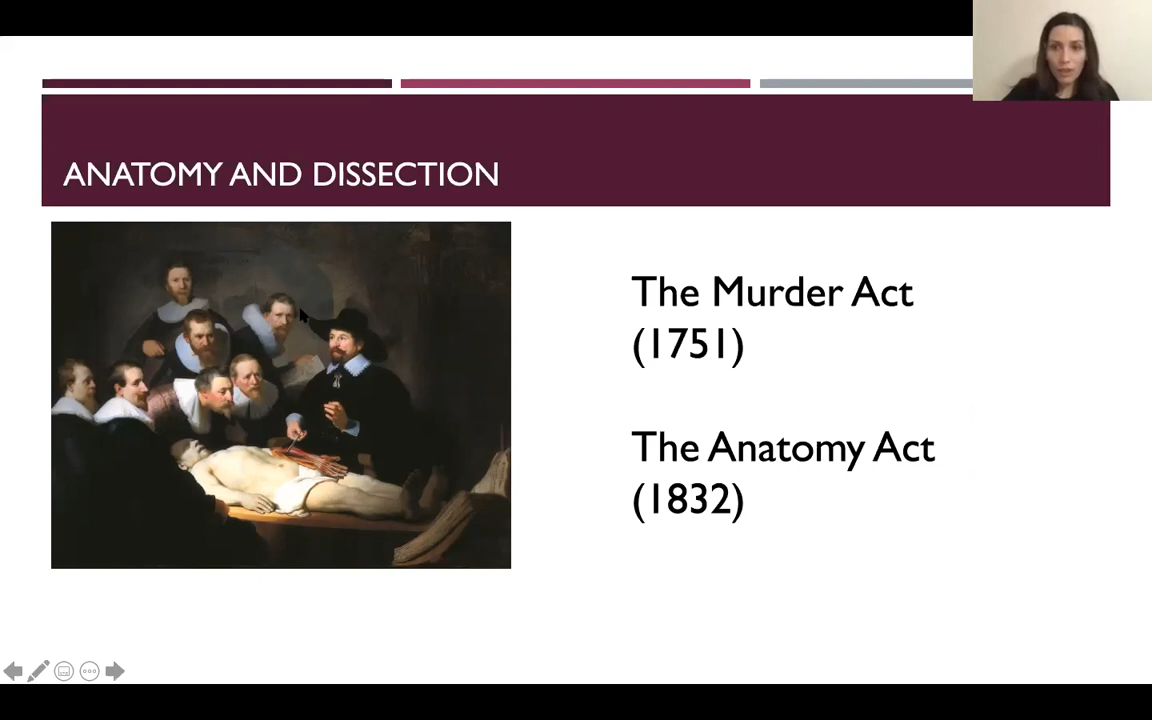 ANATOMY AND DISSECTION
The Murder Act
(1751)
The Anatomy Act
(1832)